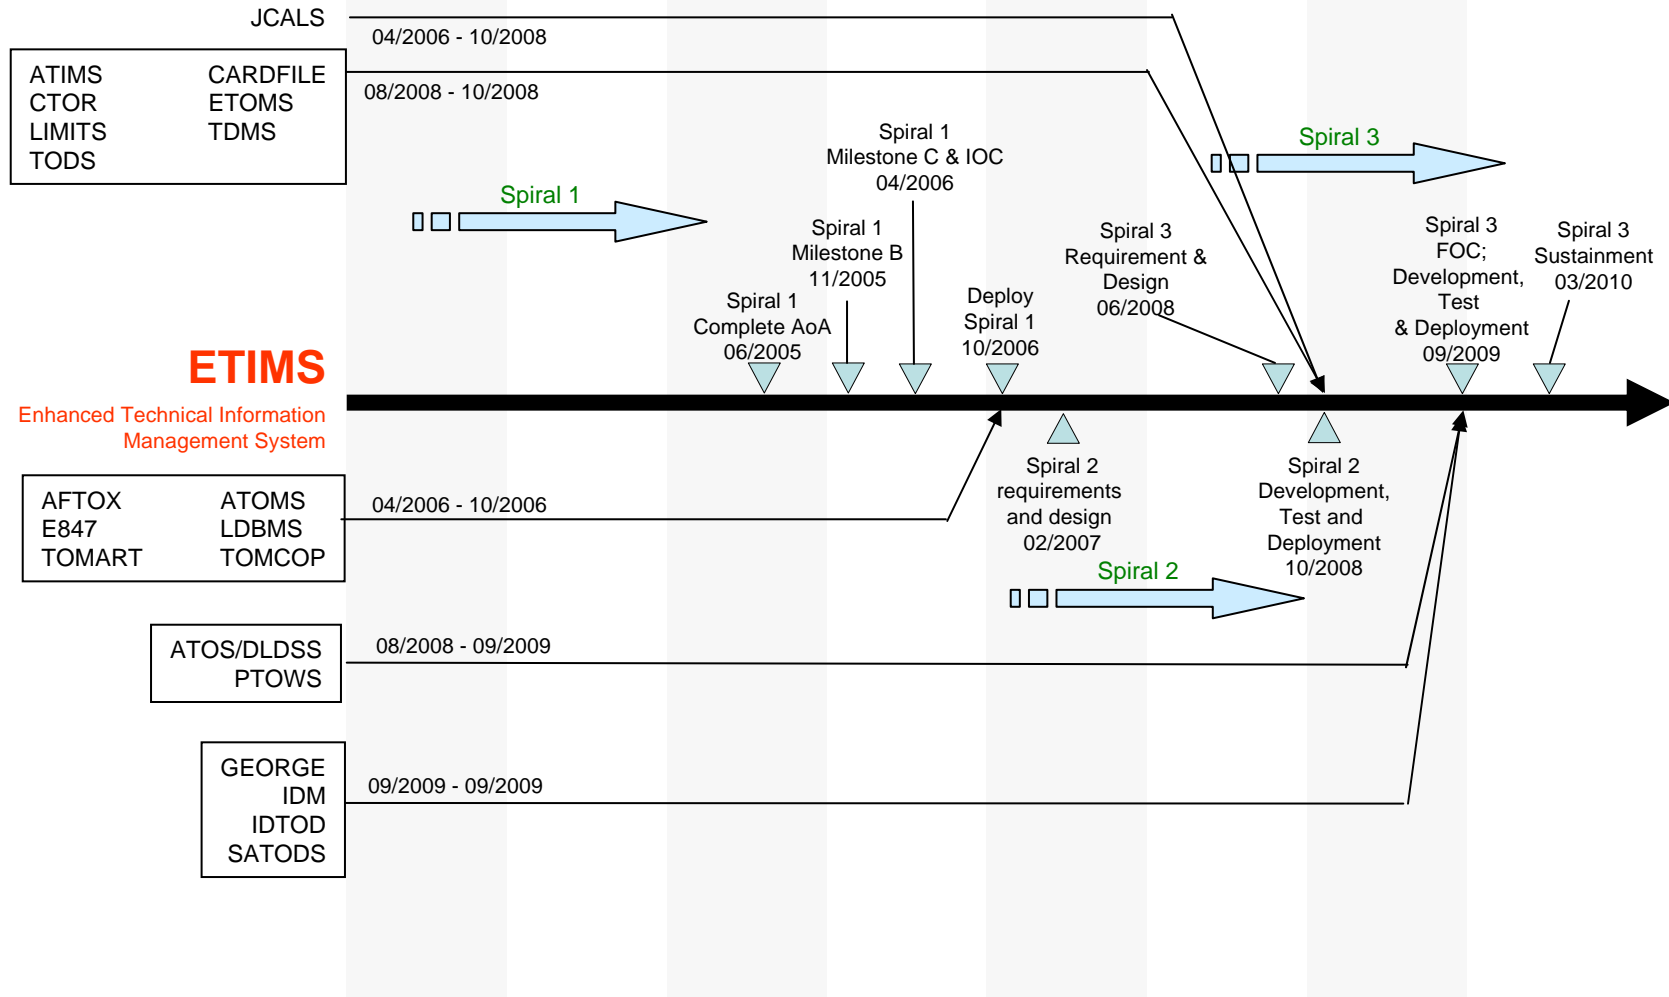 JCALS
04/2006 - 10/2008
ATIMS CARDFILE
CTOR ETOMS
LIMITS TDMS
TODS
08/2008 - 10/2008
Spiral 1
Spiral 1
Milestone C & IOC
04/2006
Spiral 3
Spiral 1
Milestone B
11/2005
Spiral 1
Complete AoA
06/2005
Deploy
Spiral 1
10/2006
Spiral 3
Requirement &
Design
06/2008
Spiral 3
FOC;
Development,
Test
& Deployment
09/2009
Spiral 3
Sustainment
03/2010
ETIMS
Enhanced Technical Information
Management System
AFTOX ATOMS
E847 LDBMS
TOMART TOMCOP
04/2006 - 10/2006
Spiral 2
requirements
and design
02/2007
Spiral 2
Development,
Test and
Deployment
10/2008
Spiral 2
ATOS/DLDSS
PTOWS
08/2008 - 09/2009
GEORGE
IDM
IDTOD
SATODS
09/2009 - 09/2009